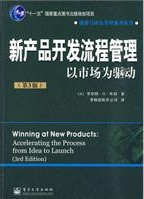 "十一五"国家重点图书出版规划项目
新产品开发流程管理
以市场为驱动
(第3版)
Winning at New Products:
Accelerating the Process
from Idea to Launch
(3rd Edition)
电子工业出版社